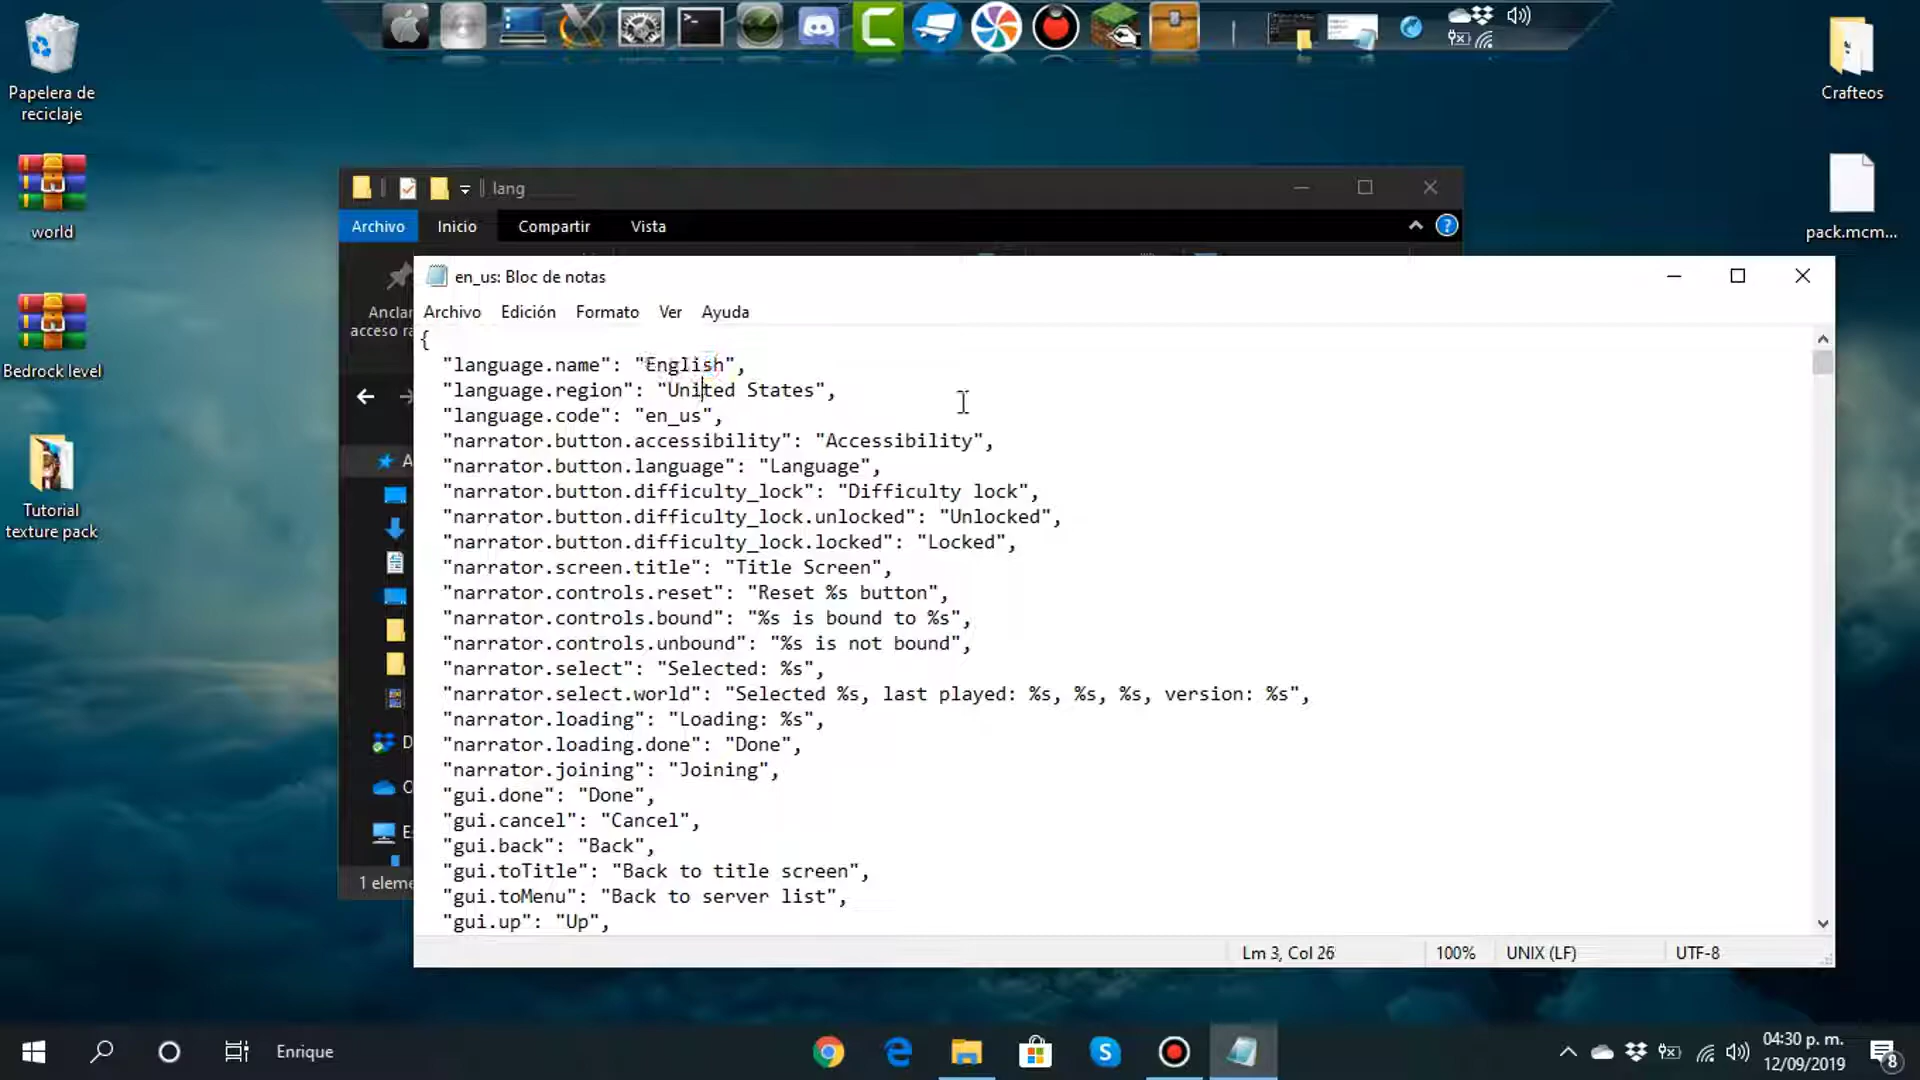 Papelera de
reciclaje
world
Bedrock level
Tutorial
texture pack
Crafteos
pack.mcm...
lang
Archivo
Inicio
Compartir
Vista
Anclar
acceso rá
1 eleme
en_us: Bloc de notas
Archivo
Edición
Formato
Ver
Ayuda
{
"language.name": "English",
"language.region": "United States",
"language.code": "en_us",
"narrator.button.accessibility": "Accessibility",
"narrator.button.language": "Language",
"narrator.button.difficulty_lock": "Difficulty lock",
"narrator.button.difficulty_lock.unlocked": "Unlocked",
"narrator.button.difficulty_lock.locked": "Locked",
"narrator.screen.title": "Title Screen",
"narrator.controls.reset": "Reset %s button",
"narrator.controls.bound": "%s is bound to %s",
"narrator.controls.unbound": "%s is not bound",
"narrator.select": "Selected: %s",
"narrator.select.world": "Selected %s, last played: %s, %s, %s, version: %s",
"narrator.loading": "Loading: %s",
"narrator.loading.done": "Done",
"narrator.joining": "Joining",
"gui.done": "Done",
"gui.cancel": "Cancel",
"gui.back": "Back",
"gui.toTitle": "Back to title screen",
"gui.toMenu": "Back to server list",
"gui.up": "Up",
Lm 3, Col 26
100%
UNIX (LF)
UTF-8
Enrique
04:30 p. m.
12/09/2019
8